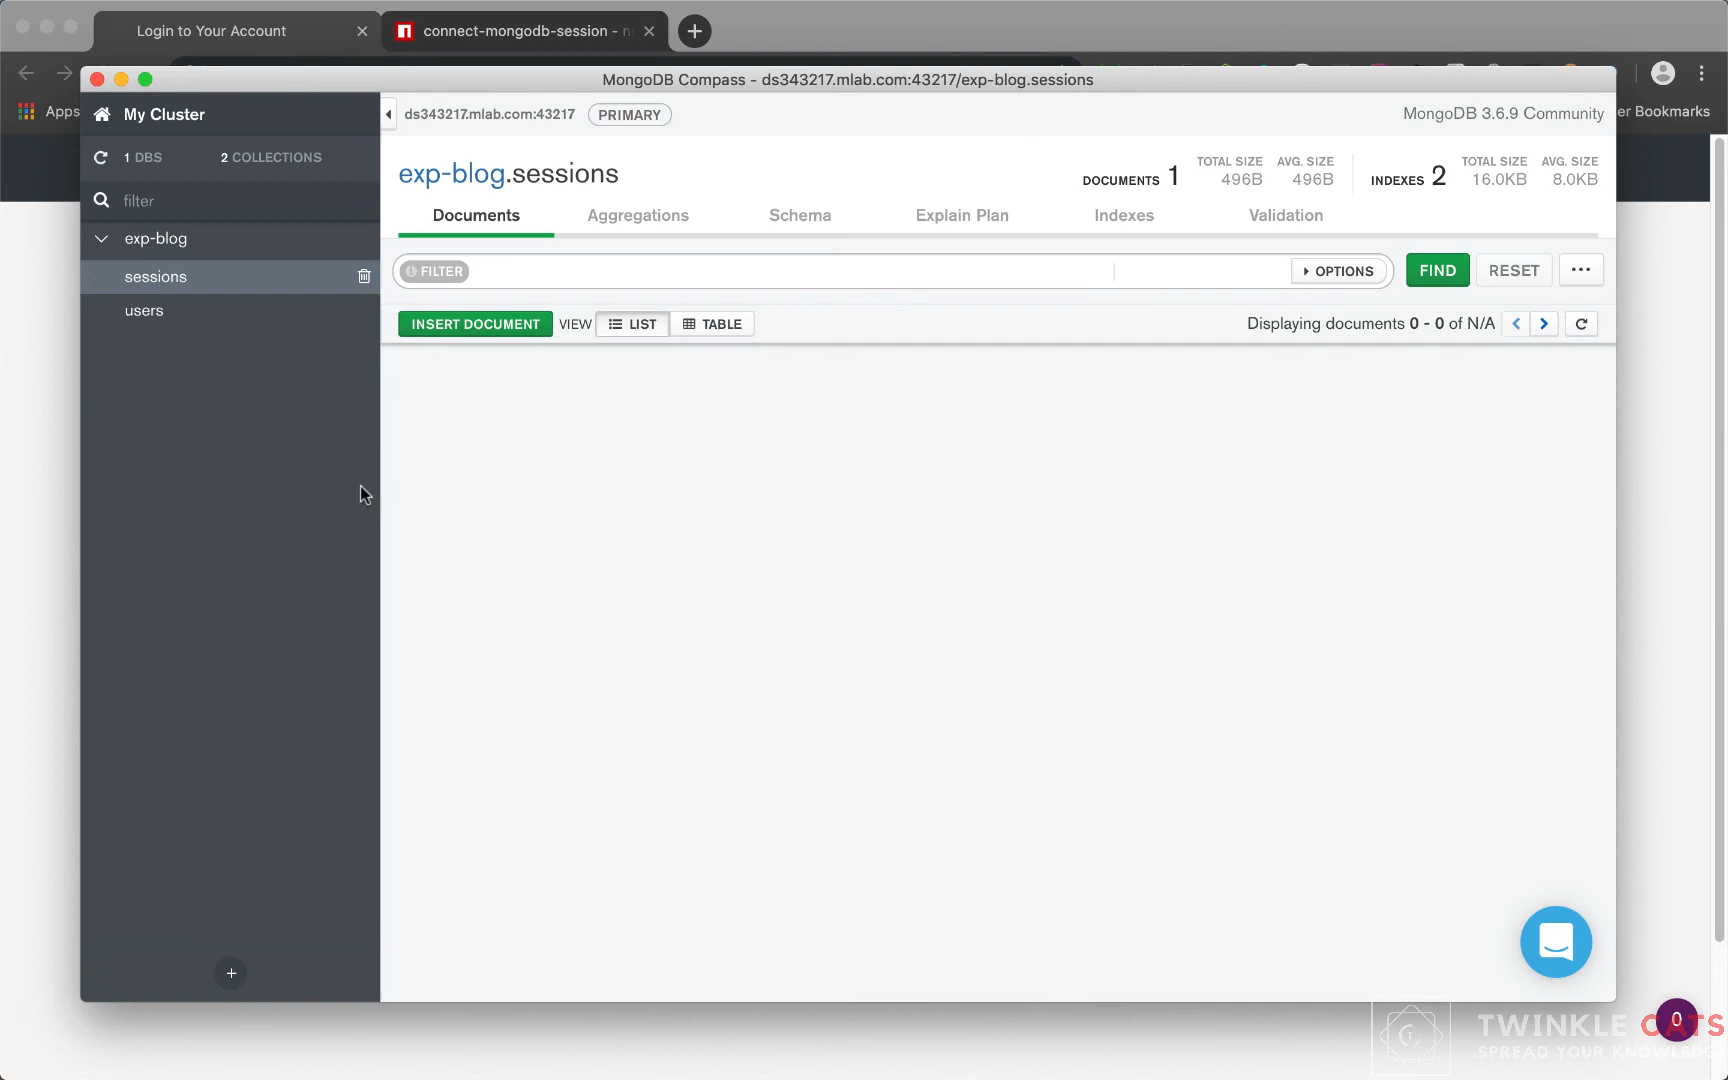 Login to Your Account
connect-mongodb-session - n
Apps
er Bookmarks
MongoDB Compass - ds343217.mlab.com:43217/exp-blog.sessions
My Cluster
ds343217.mlab.com:43217 PRIMARY
MongoDB 3.6.9 Community
1 DBS 2 COLLECTIONS
filter
exp-blog
sessions
users
exp-blog.sessions
DOCUMENTS 1
TOTAL SIZE 496B
AVG. SIZE 496B
INDEXES 2
TOTAL SIZE 16.0KB
AVG. SIZE 8.0KB
Documents Aggregations Schema Explain Plan Indexes Validation
FILTER OPTIONS FIND RESET
INSERT DOCUMENT VIEW LIST TABLE
Displaying documents 0 - 0 of N/A
0
TWINKLE CATS
SPREAD YOUR KNOWLEDGE